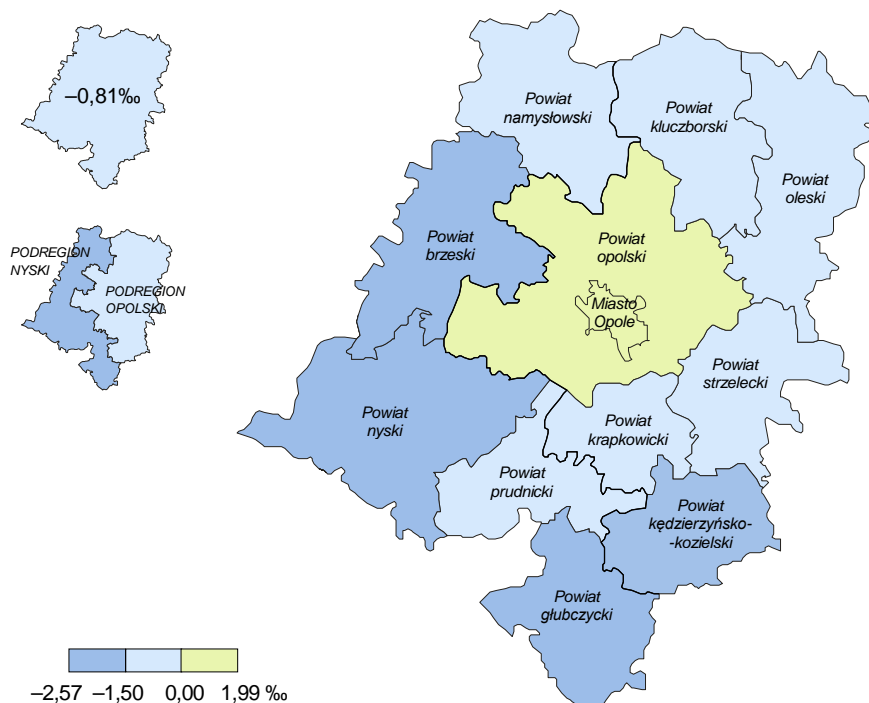 –0,81‰
PODREGION
NYSKI
PODREGION
OPOLSKI
Powiat
namysłowski
Powiat
kluczborski
Powiat
oleski
Powiat
brzeski
Powiat
opolski
Miasto
Opole
Powiat
strzelecki
Powiat
nyski
Powiat
krapkowicki
Powiat
prudnicki
Powiat
kędzierzyńsko-
-kozielski
Powiat
głubczycki
–2,57 –1,50 0,00 1,99 ‰